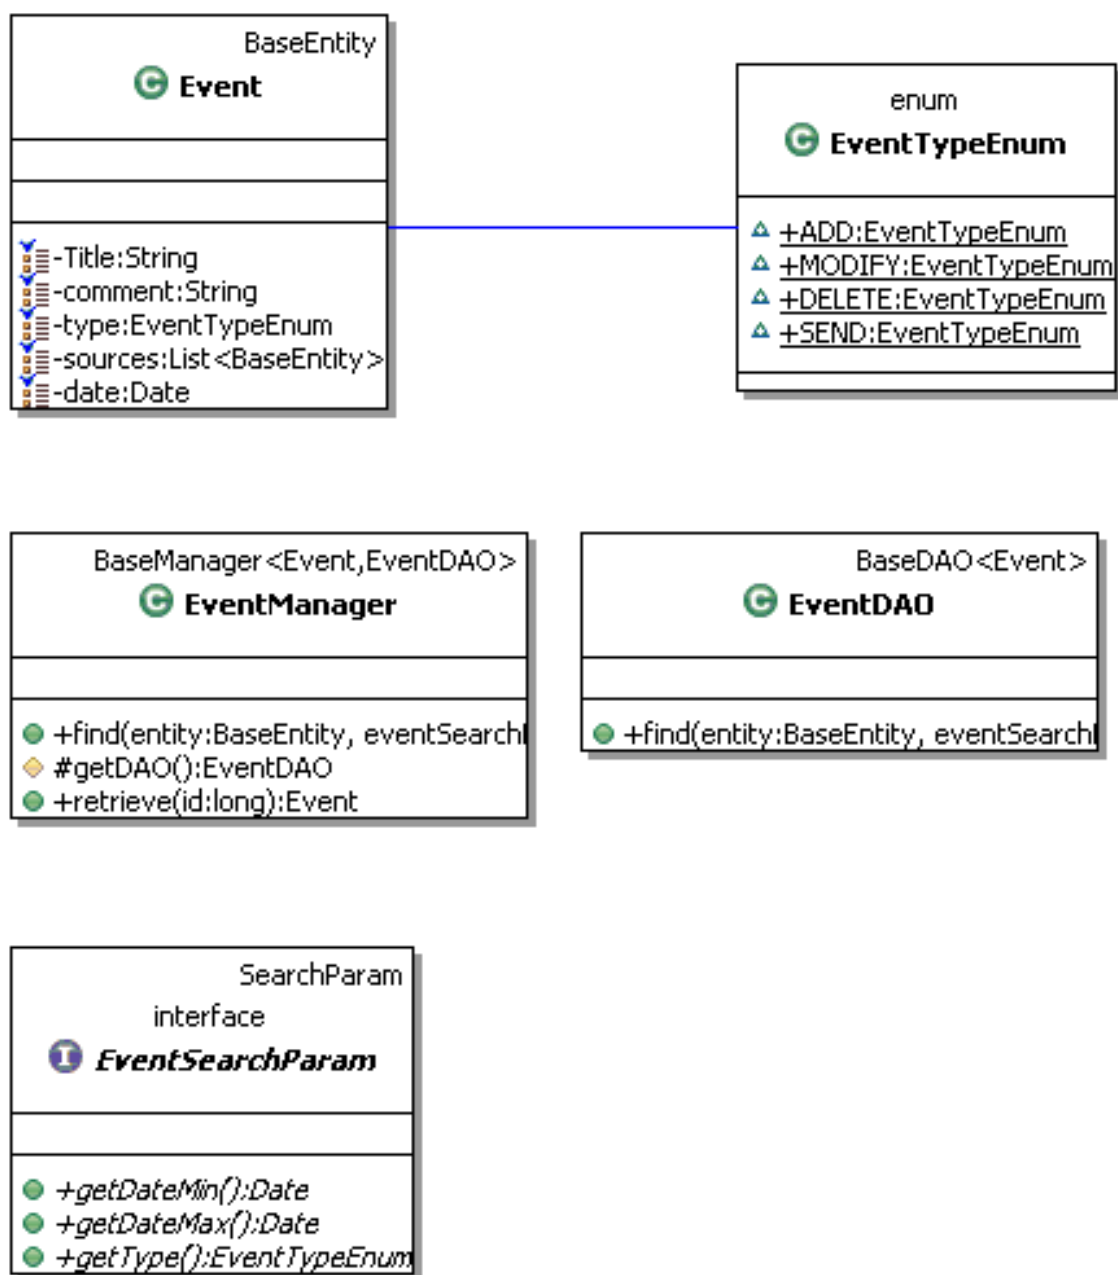 BaseEntity
C Event
-Title:String
-comment:String
-type:EventTypeEnum
-sources:List<BaseEntity>
-date:Date
enum
C EventTypeEnum
+ADD:EventTypeEnum
+MODIFY:EventTypeEnum
+DELETE:EventTypeEnum
+SEND:EventTypeEnum
BaseManager<Event,EventDAO>
C EventManager
+find(entity:BaseEntity,
#getDAO():EventDAO
+retrieve(id:long):Event
BaseDAO<Event>
C EventDAO
+find(entity:BaseEntity,
SearchParam
interface
I EventSearchParam
+getDateMin():Date
+getDateMax():Date
+getType():EventTypeEnum